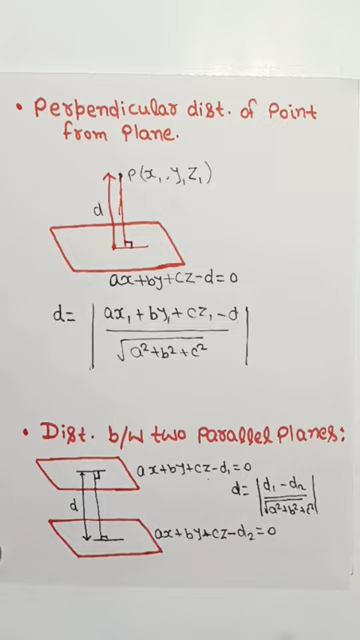 • Perpendicular dist. of Point
from Plane.
P(x₁, y₁, z₁)
d
ax+by+cz-d=0
d= | ax₁+by₁+cz₁-d / √a²+b²+c² |
• Dist. b/w two Parallel Planes:
ax+by+cz-d₁=0
d= | d₁-d₂ / √a²+b²+c² |
d
ax+by+cz-d₂=0